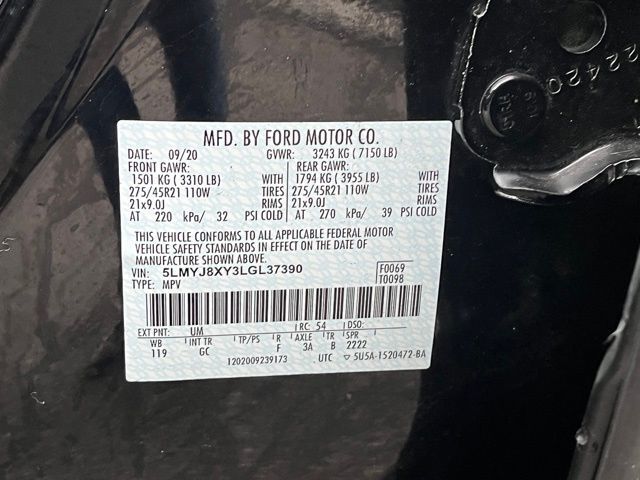 MFD. BY FORD MOTOR CO.
DATE: 09/20 GVWR: 3243 KG ( 7150 LB)
FRONT GAWR: REAR GAWR:
1501 KG ( 3310 LB) WITH 1794 KG ( 3955 LB) WITH
275/45R21 110W TIRES 275/45R21 110W TIRES
21x9.0J RIMS 21x9.0J RIMS
AT 220 kPa/ 32 PSI COLD AT 270 kPa/ 39 PSI COLD
THIS VEHICLE CONFORMS TO ALL APPLICABLE FEDERAL MOTOR
VEHICLE SAFETY STANDARDS IN EFFECT ON THE DATE OF
MANUFACTURE SHOWN ABOVE.
VIN: 5LMYJ8XY3LGL37390 F0069
TYPE: MPV T0098
EXT PNT: UM RC: 54 DSO:
WB INT TR TP/PS R AXLE TR SPR
119 GC F 3A B 2222
1202009239173 UTC ▽ 5U5A-1520472-BA
22420